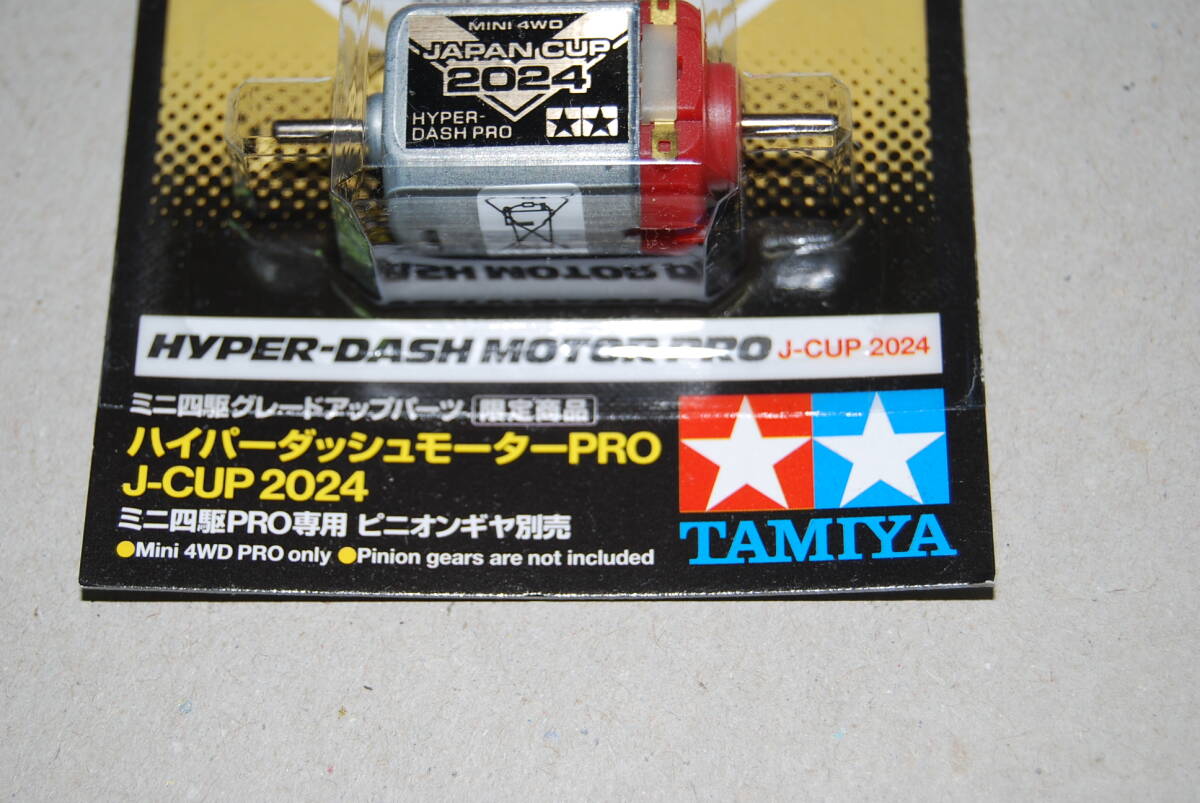 MINI 4WD
JAPAN CUP
2024
HYPER-
DASH PRO
HYPER-DASH MOTOR PRO J-CUP 2024
ミニ四駆グレードアップパーツ 限定商品
ハイパーダッシュモーターPRO
J-CUP 2024
ミニ四駆PRO専用 ピニオンギヤ別売
●Mini 4WD PRO only ●Pinion gears are not included
TAMIYA